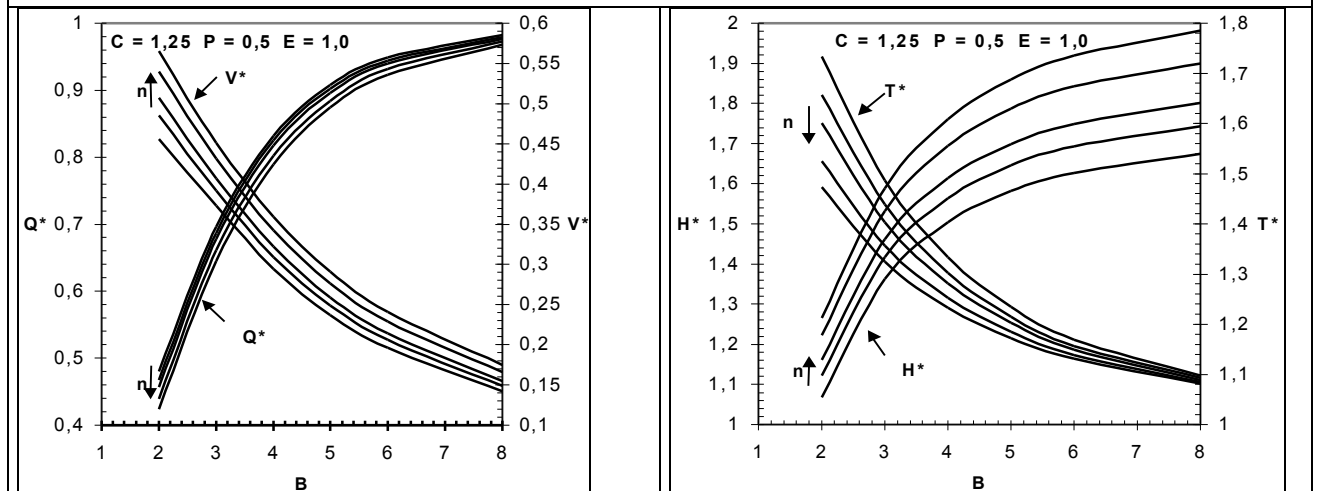 C = 1,25 P = 0,5 E = 1,0
1
0,9
0,8
0,7
0,6
0,5
0,4
Q*
0,6
0,55
0,5
0,45
0,4
0,35
0,3
0,25
0,2
0,15
0,1
V*
n
V*
Q*
n
1 2 3 4 5 6 7 8
B
C = 1,25 P = 0,5 E = 1,0
2
1,9
1,8
1,7
1,6
1,5
1,4
1,3
1,2
1,1
1
H*
1,8
1,7
1,6
1,5
1,4
1,3
1,2
1,1
1
T*
n
T*
H*
n
1 2 3 4 5 6 7 8
B